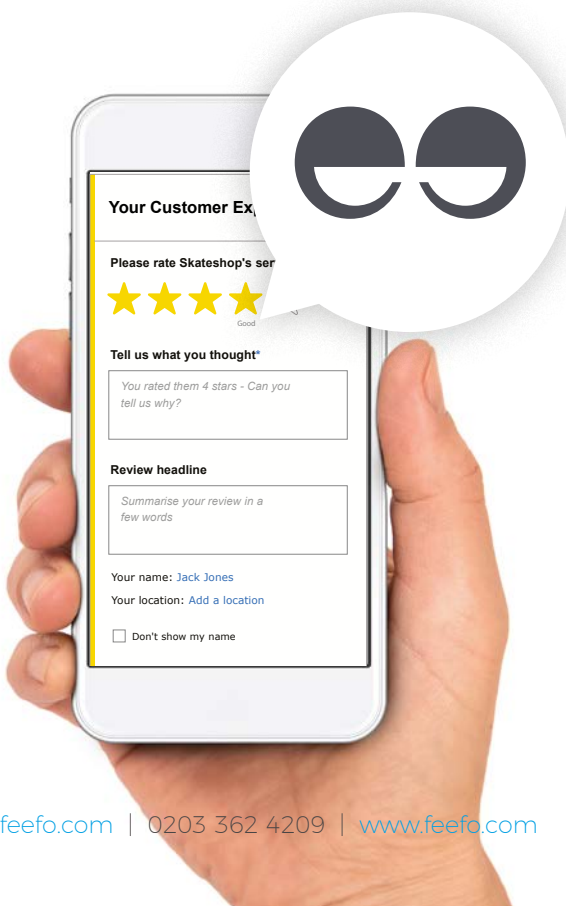 Your Customer Ex
Please rate Skateshop's ser
Good
Tell us what you thought*
You rated them 4 stars - Can you
tell us why?
Review headline
Summarise your review in a
few words
Your name: Jack Jones
Your location: Add a location
Don't show my name
feefo.com | 0203 362 4209 | www.feefo.com